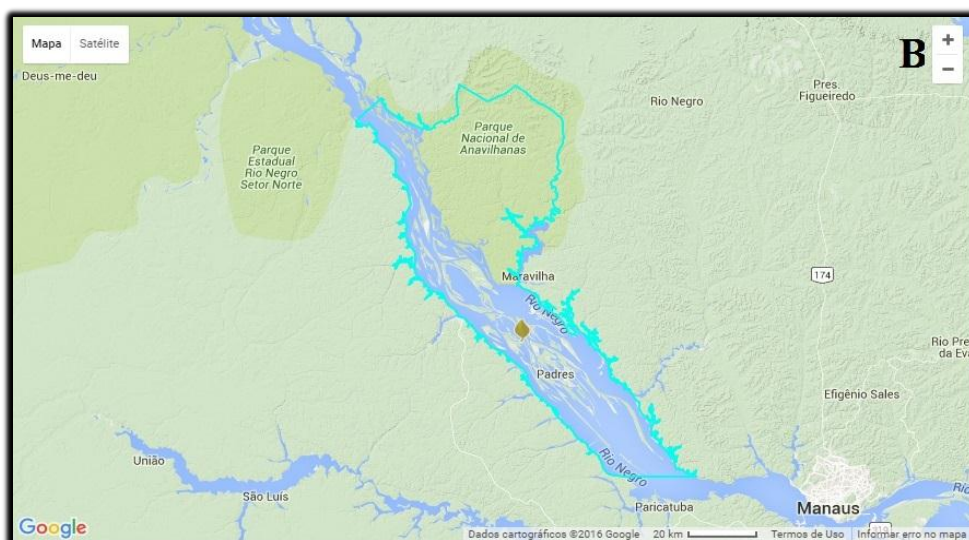 Mapa Satélite
B
+
−
Deus-me-deu
Pres.
Figueiredo
Rio Negro
Parque
Nacional de
Anavilhanas
Parque
Estadual
Rio Negro
Setor Norte
174
Maravilha
Rio Negro
Rio Pre
da Eva
Padres
Efigênio Sales
União
Rio Negro
São Luís
Paricatuba
Manaus
319
Google
Dados cartográficos ©2016 Google 20 km Termos de Uso Informar erro no mapa